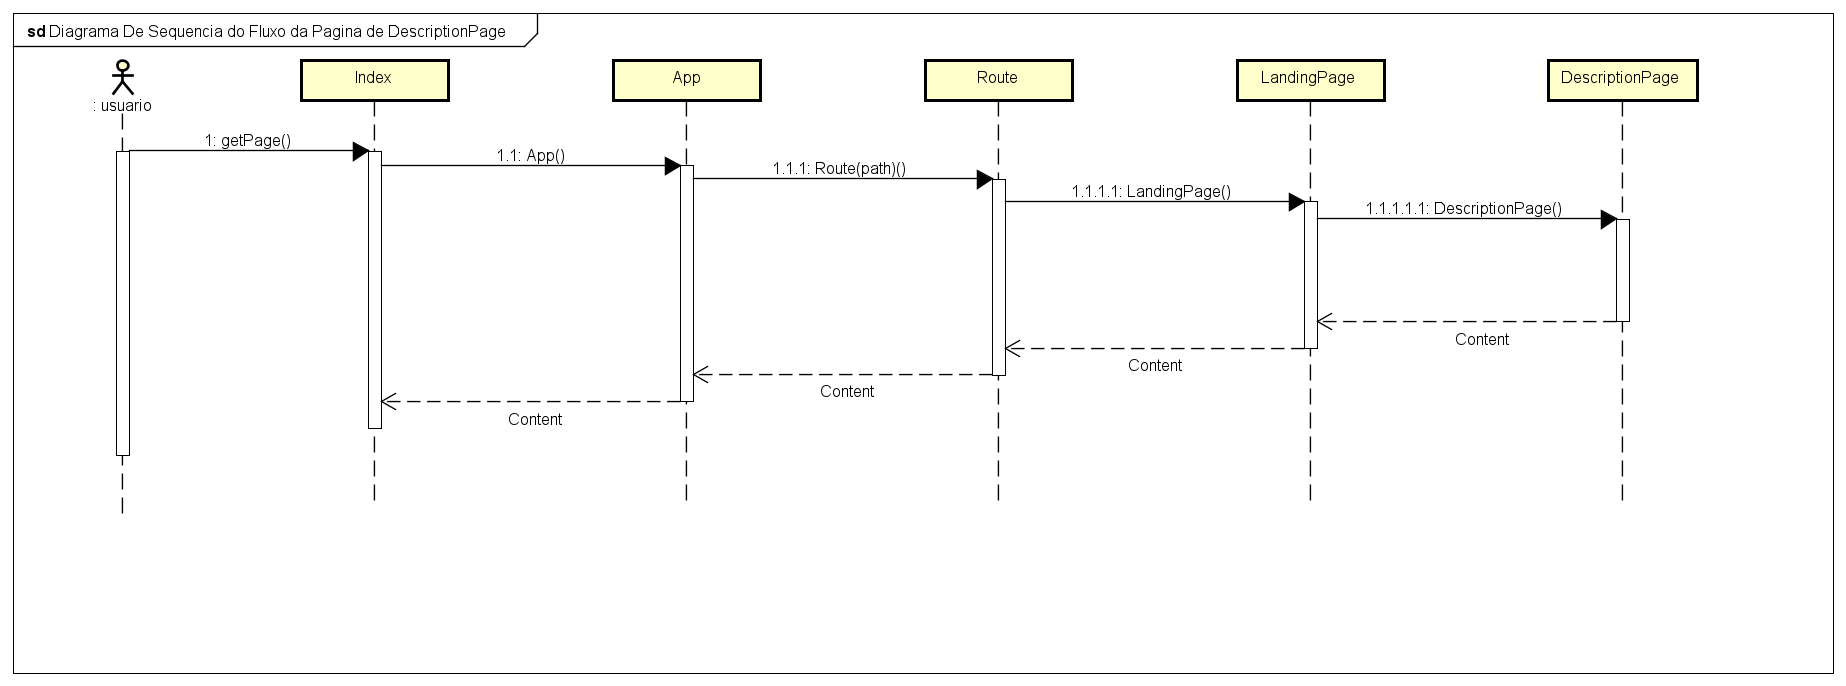 sd Diagrama De Sequencia do Fluxo da Pagina de DescriptionPage
: usuario
Index
App
Route
LandingPage
DescriptionPage
1: getPage()
1.1: App()
1.1.1: Route(path)()
1.1.1.1: LandingPage()
1.1.1.1.1: DescriptionPage()
Content
Content
Content
Content